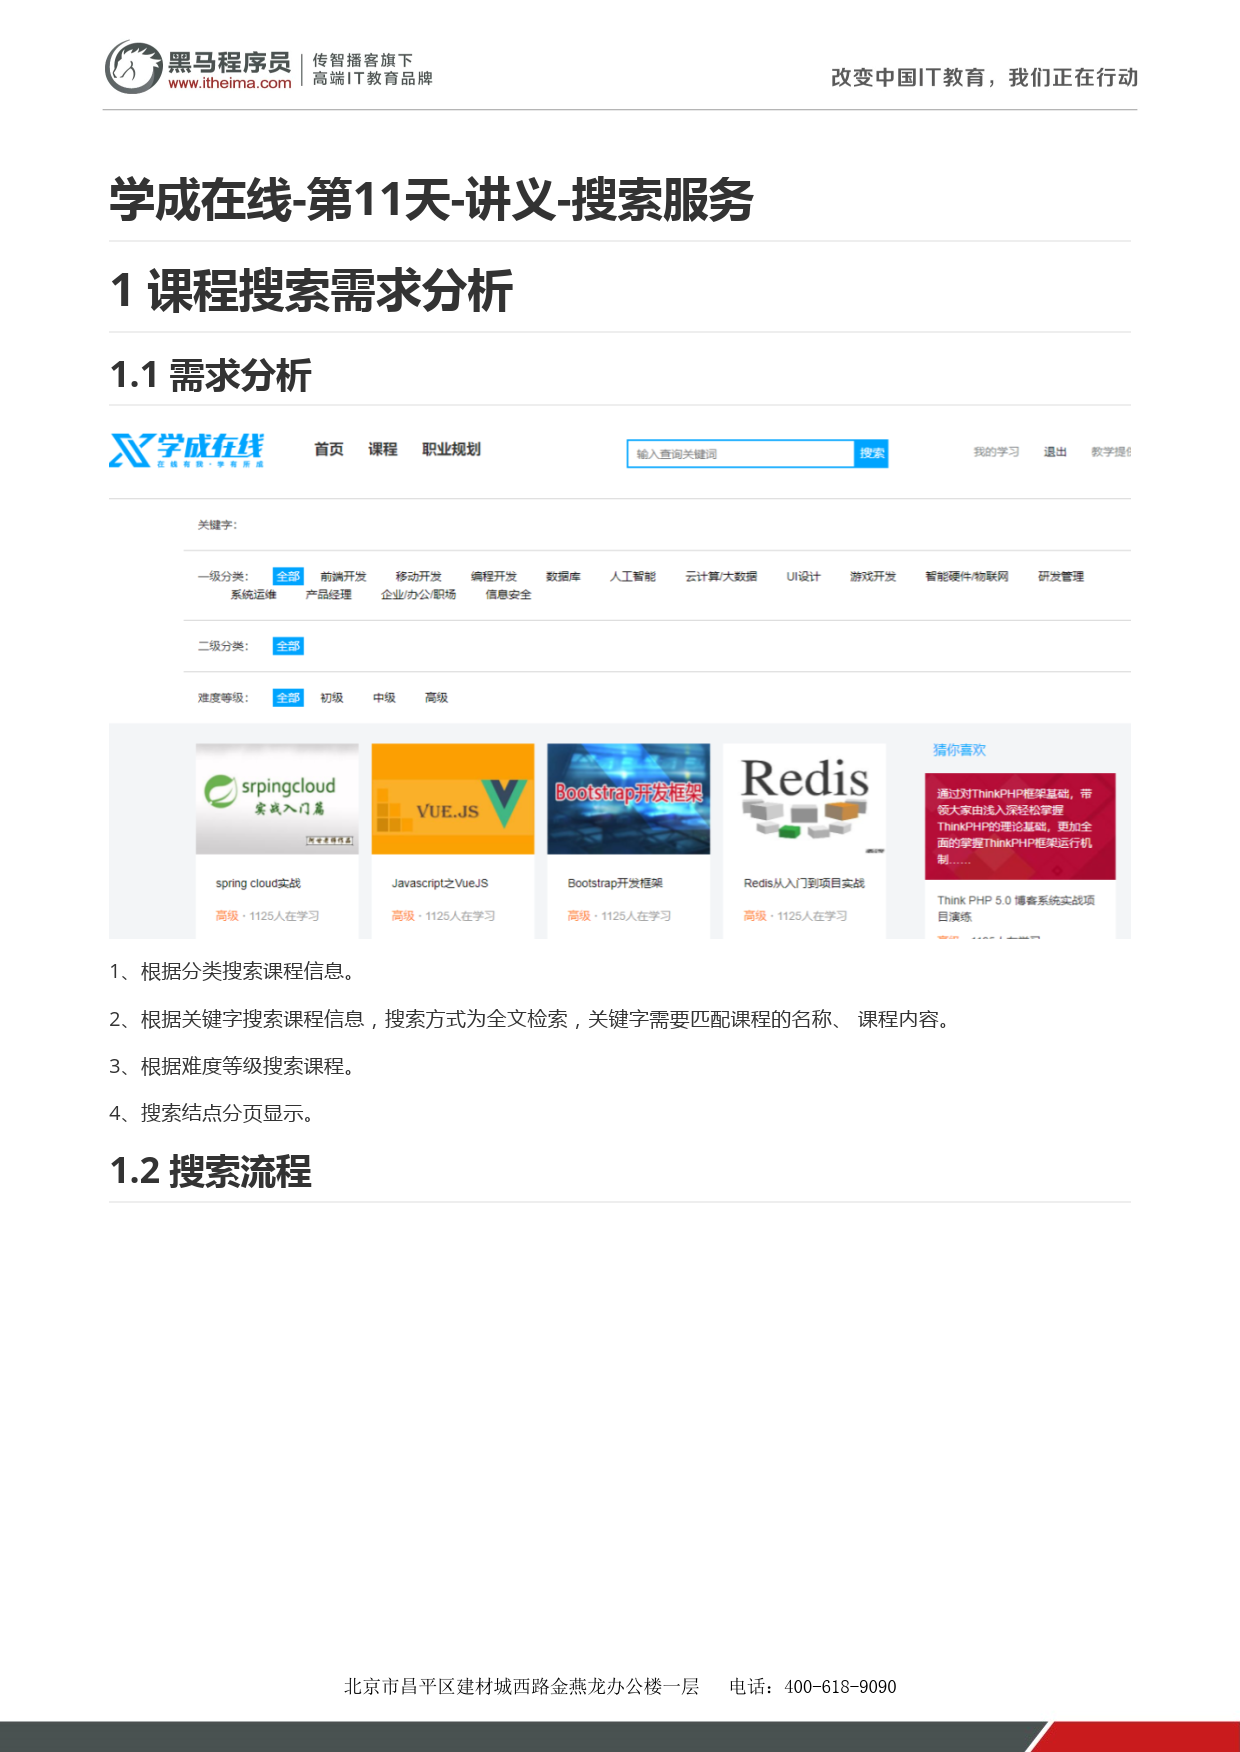 黑马程序员
www.itheima.com
传智播客旗下
高端IT教育品牌
改变中国IT教育，我们正在行动
学成在线-第11天-讲义-搜索服务
1 课程搜索需求分析
1.1 需求分析
学成在线
在线有我·学有所成
首页 课程 职业规划
输入查询关键词 搜索
我的学习 退出 教学提供
关键字：
一级分类： 全部 前端开发 移动开发 编程开发 数据库 人工智能 云计算/大数据 UI设计 游戏开发 智能硬件/物联网 研发管理
系统运维 产品经理 企业/办公/职场 信息安全
二级分类： 全部
难度等级： 全部 初级 中级 高级
srpingcloud
实战入门篇
VUE.JS
Bootstrap开发框架
Redis
猜你喜欢
通过对ThinkPHP框架基础，带
领大家由浅入深轻松掌握
ThinkPHP的理论基础，更加全
面的掌握ThinkPHP框架运行机
制……
spring cloud实战
高级 · 1125人在学习
Javascript之VueJS
高级 · 1125人在学习
Bootstrap开发框架
高级 · 1125人在学习
Redis从入门到项目实战
高级 · 1125人在学习
Think PHP 5.0 博客系统实战项
目演练
1、根据分类搜索课程信息。
2、根据关键字搜索课程信息，搜索方式为全文检索，关键字需要匹配课程的名称、 课程内容。
3、根据难度等级搜索课程。
4、搜索结点分页显示。
1.2 搜索流程
北京市昌平区建材城西路金燕龙办公楼一层 电话：400-618-9090